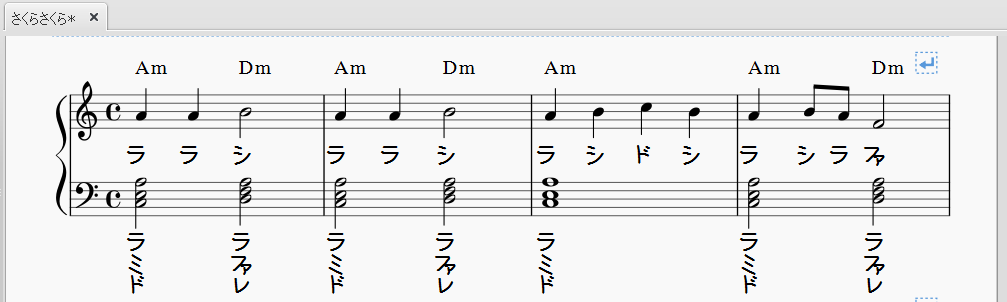 さくらさくら*
Am Dm Am Dm Am Am Dm
ラ ラ シ ラ ラ シ ラ シ ド シ ラ シ ラ ファ
ラ ラ ラ ラ ラ ラ ラ
ミ ファ ミ ファ ミ ミ ファ
ド レ ド レ ド ド レ